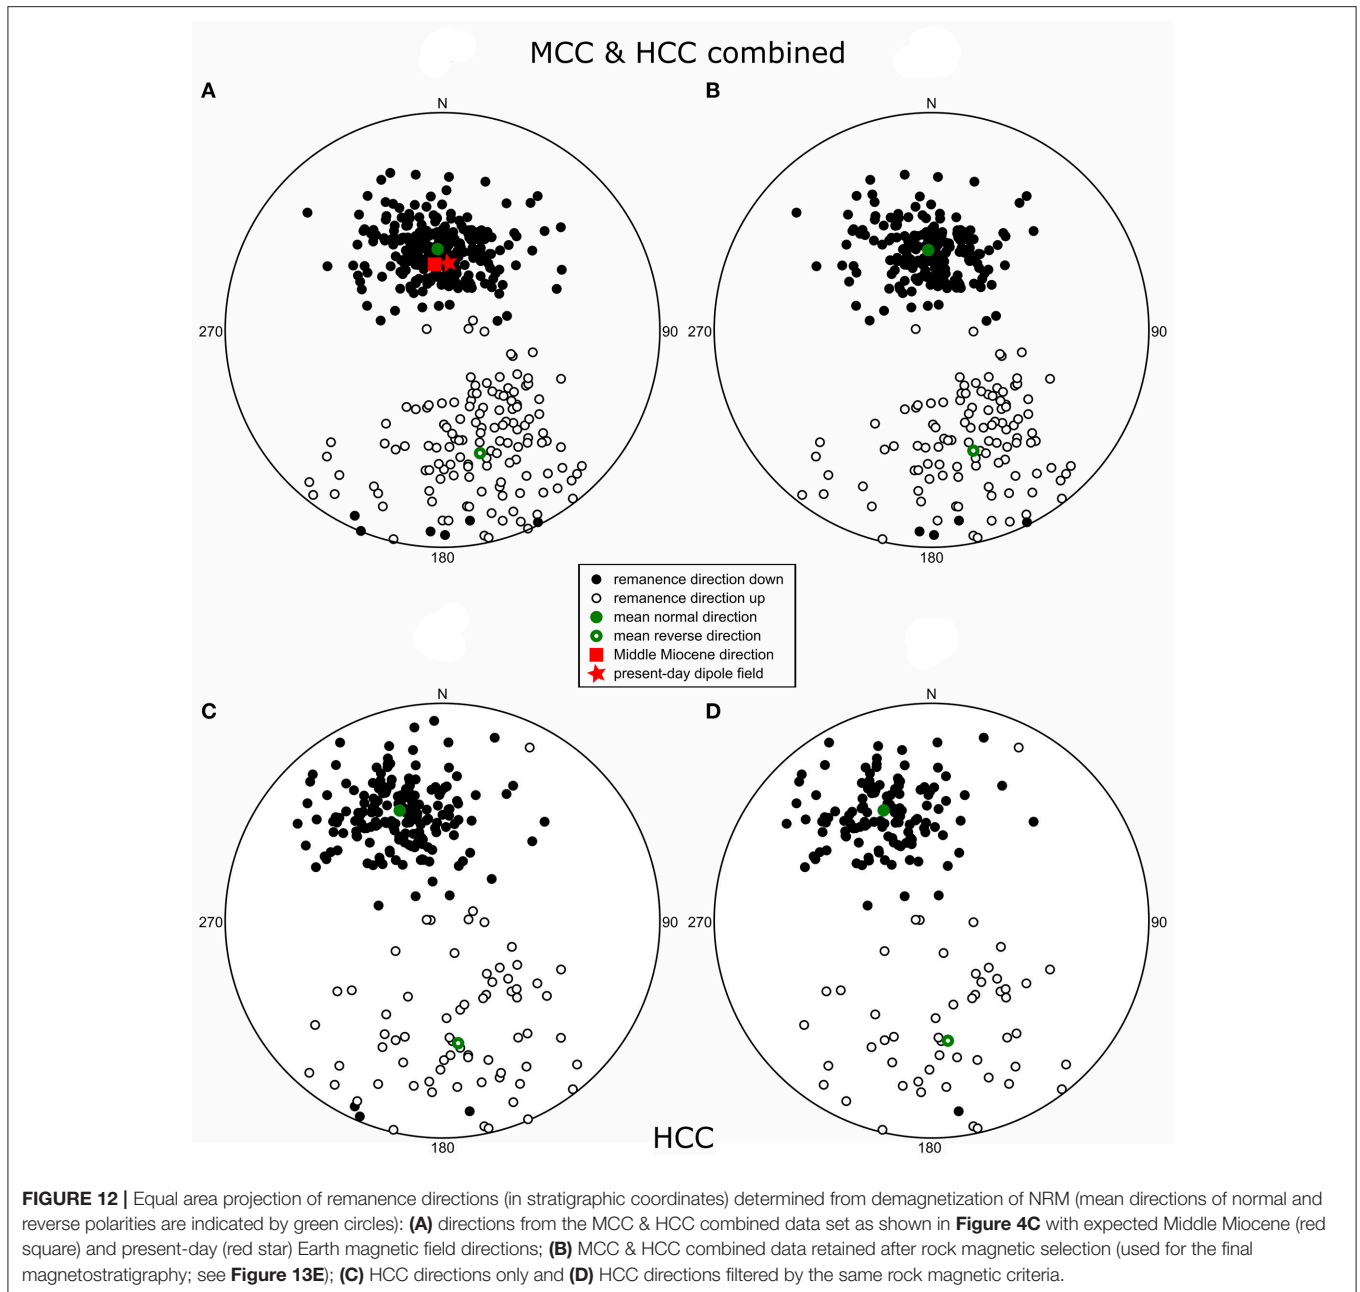 MCC & HCC combined
A
B
N
N
270
90
270
90
180
180
remanence direction down
remanence direction up
mean normal direction
mean reverse direction
Middle Miocene direction
present-day dipole field
C
D
N
N
270
90
270
90
180
180
HCC
FIGURE 12 | Equal area projection of remanence directions (in stratigraphic coordinates) determined from demagnetization of NRM (mean directions of normal and
reverse polarities are indicated by green circles): (A) directions from the MCC & HCC combined data set as shown in Figure 4C with expected Middle Miocene (red
square) and present-day (red star) Earth magnetic field directions; (B) MCC & HCC combined data retained after rock magnetic selection (used for the final
magnetostratigraphy; see Figure 13E); (C) HCC directions only and (D) HCC directions filtered by the same rock magnetic criteria.